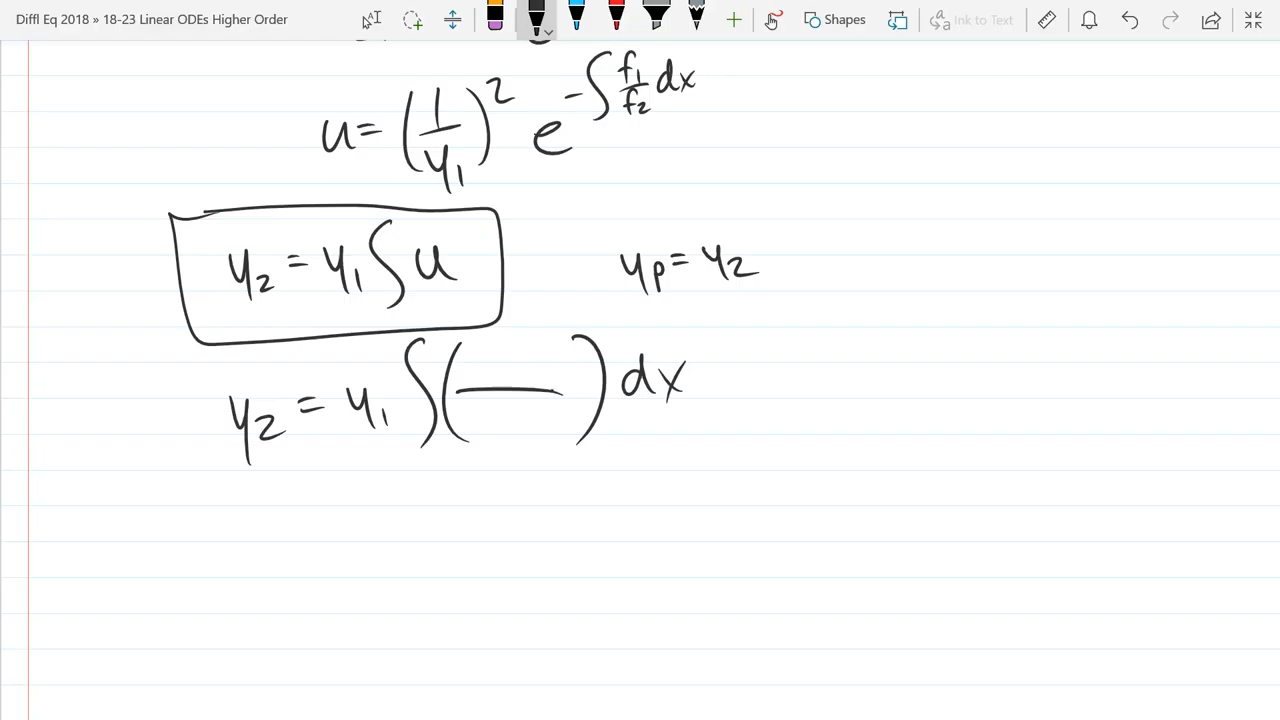 Diffl Eq 2018 » 18-23 Linear ODEs Higher Order
Shapes
Ink to Text
u = (1/y₁)² e^(-∫ f₁/f₂ dx)
y₂ = y₁ ∫ u
yp = y₂
y₂ = y₁ ∫ (—) dx